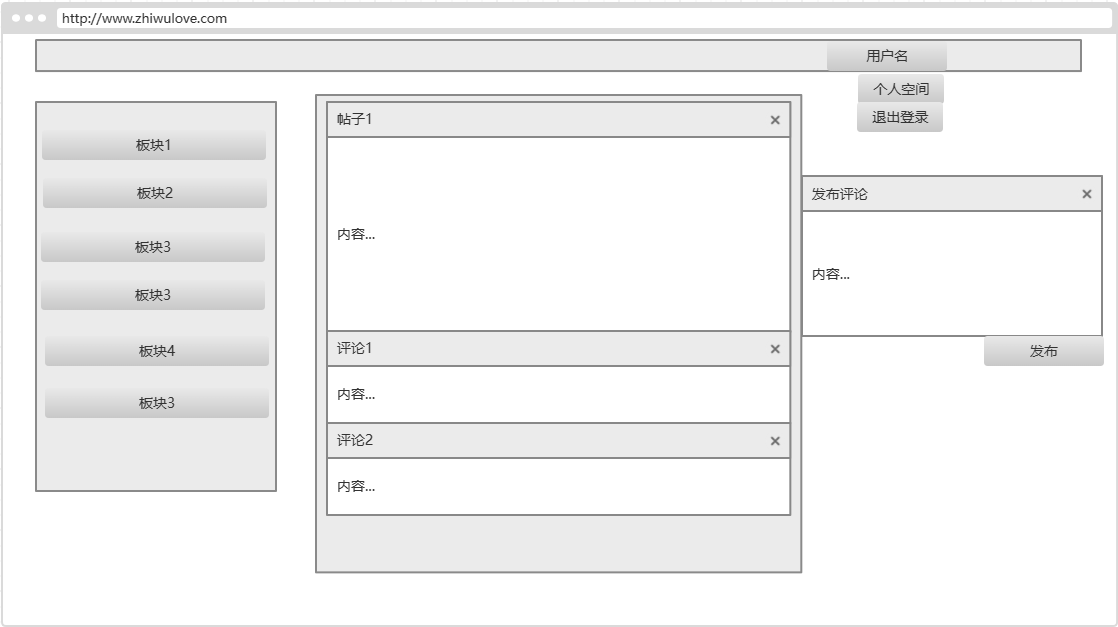 http://www.zhiwulove.com
用户名
个人空间
退出登录
板块1
板块2
板块3
板块3
板块4
板块3
帖子1
内容...
评论1
内容...
评论2
内容...
发布评论
内容...
发布